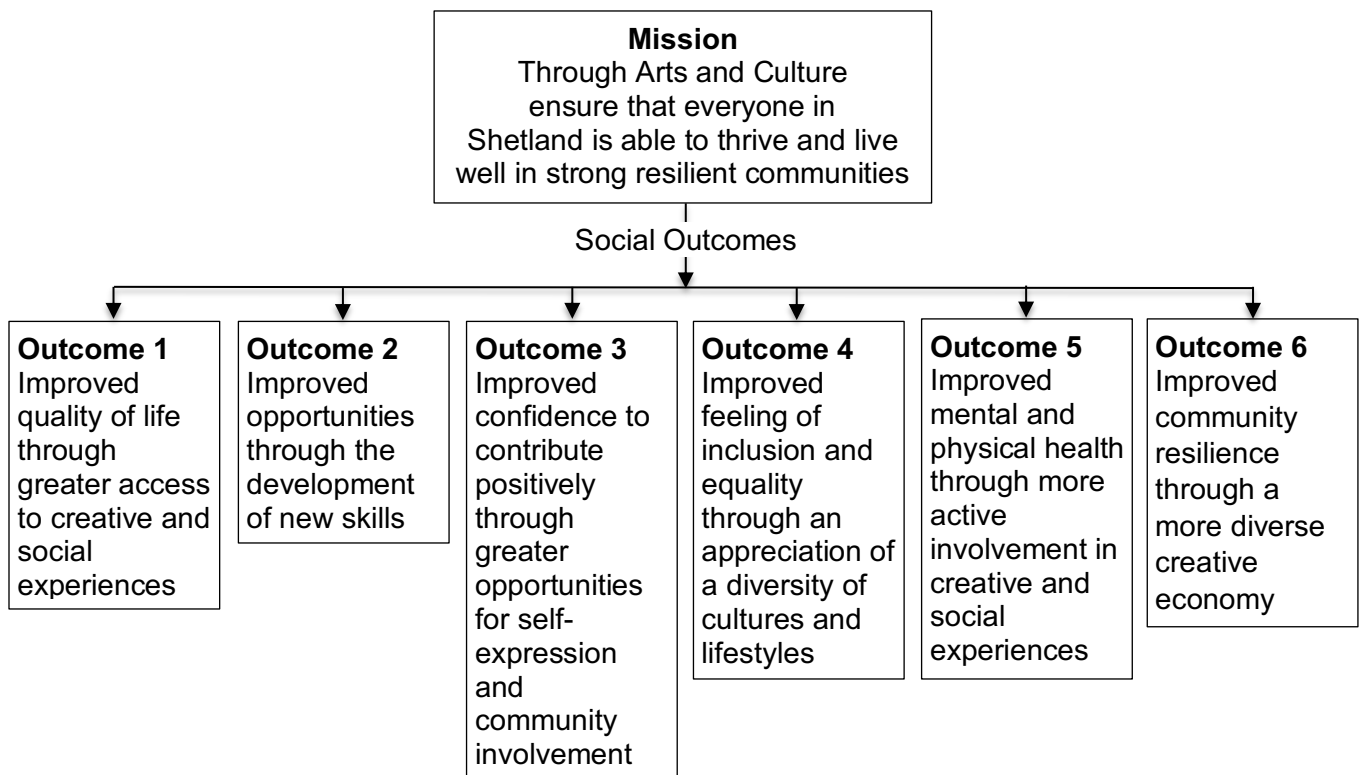 Mission
Through Arts and Culture
ensure that everyone in
Shetland is able to thrive and live
well in strong resilient communities
Social Outcomes
Outcome 1
Improved
quality of life
through
greater access
to creative and
social
experiences
Outcome 2
Improved
opportunities
through the
development
of new skills
Outcome 3
Improved
confidence to
contribute
positively
through
greater
opportunities
for self-
expression
and
community
involvement
Outcome 4
Improved
feeling of
inclusion and
equality
through an
appreciation of
a diversity of
cultures and
lifestyles
Outcome 5
Improved
mental and
physical health
through more
active
involvement in
creative and
social
experiences
Outcome 6
Improved
community
resilience
through a
more diverse
creative
economy